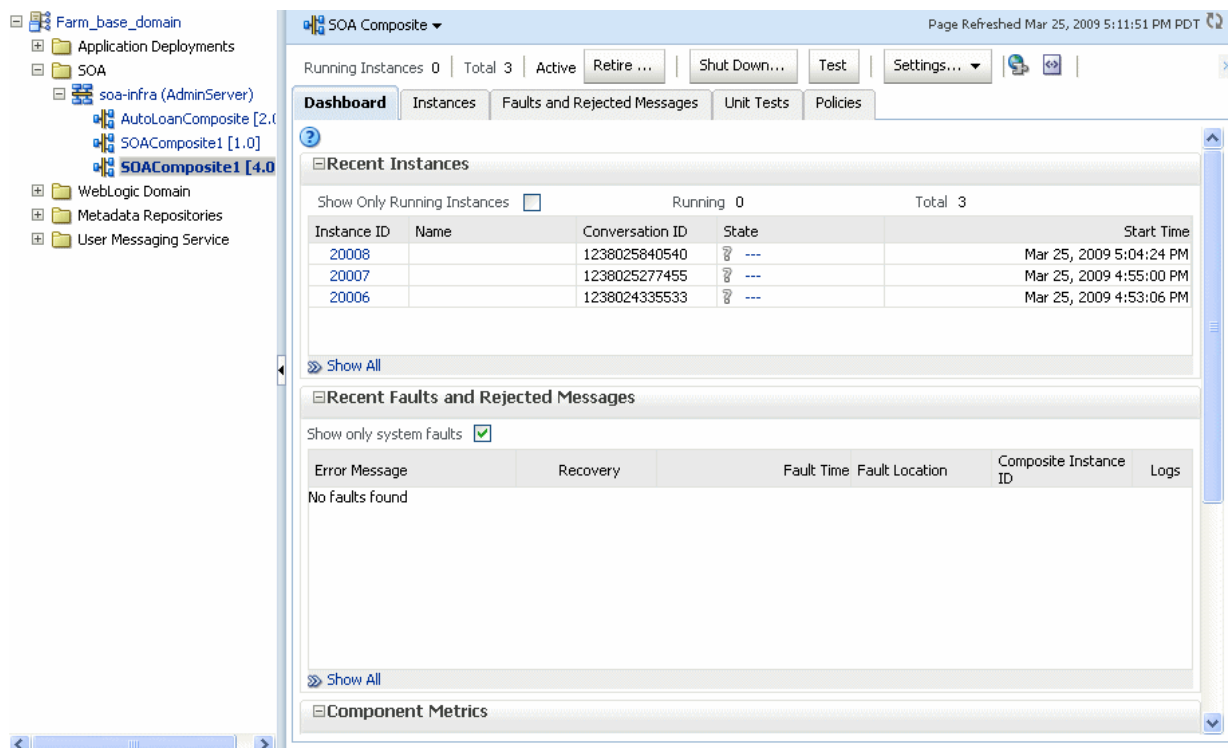 Farm_base_domain
Application Deployments
SOA
soa-infra (AdminServer)
AutoLoanComposite [2.0
SOAComposite1 [1.0]
SOAComposite1 [4.0
WebLogic Domain
Metadata Repositories
User Messaging Service
SOA Composite
Page Refreshed Mar 25, 2009 5:11:51 PM PDT
Running Instances 0 Total 3 Active Retire ... Shut Down... Test Settings...
Dashboard Instances Faults and Rejected Messages Unit Tests Policies
Recent Instances
Show Only Running Instances Running 0 Total 3
Instance ID Name Conversation ID State Start Time
20008 1238025840540 --- Mar 25, 2009 5:04:24 PM
20007 1238025277455 --- Mar 25, 2009 4:55:00 PM
20006 1238024335533 --- Mar 25, 2009 4:53:06 PM
Show All
Recent Faults and Rejected Messages
Show only system faults
Error Message Recovery Fault Time Fault Location Composite Instance ID Logs
No faults found
Show All
Component Metrics